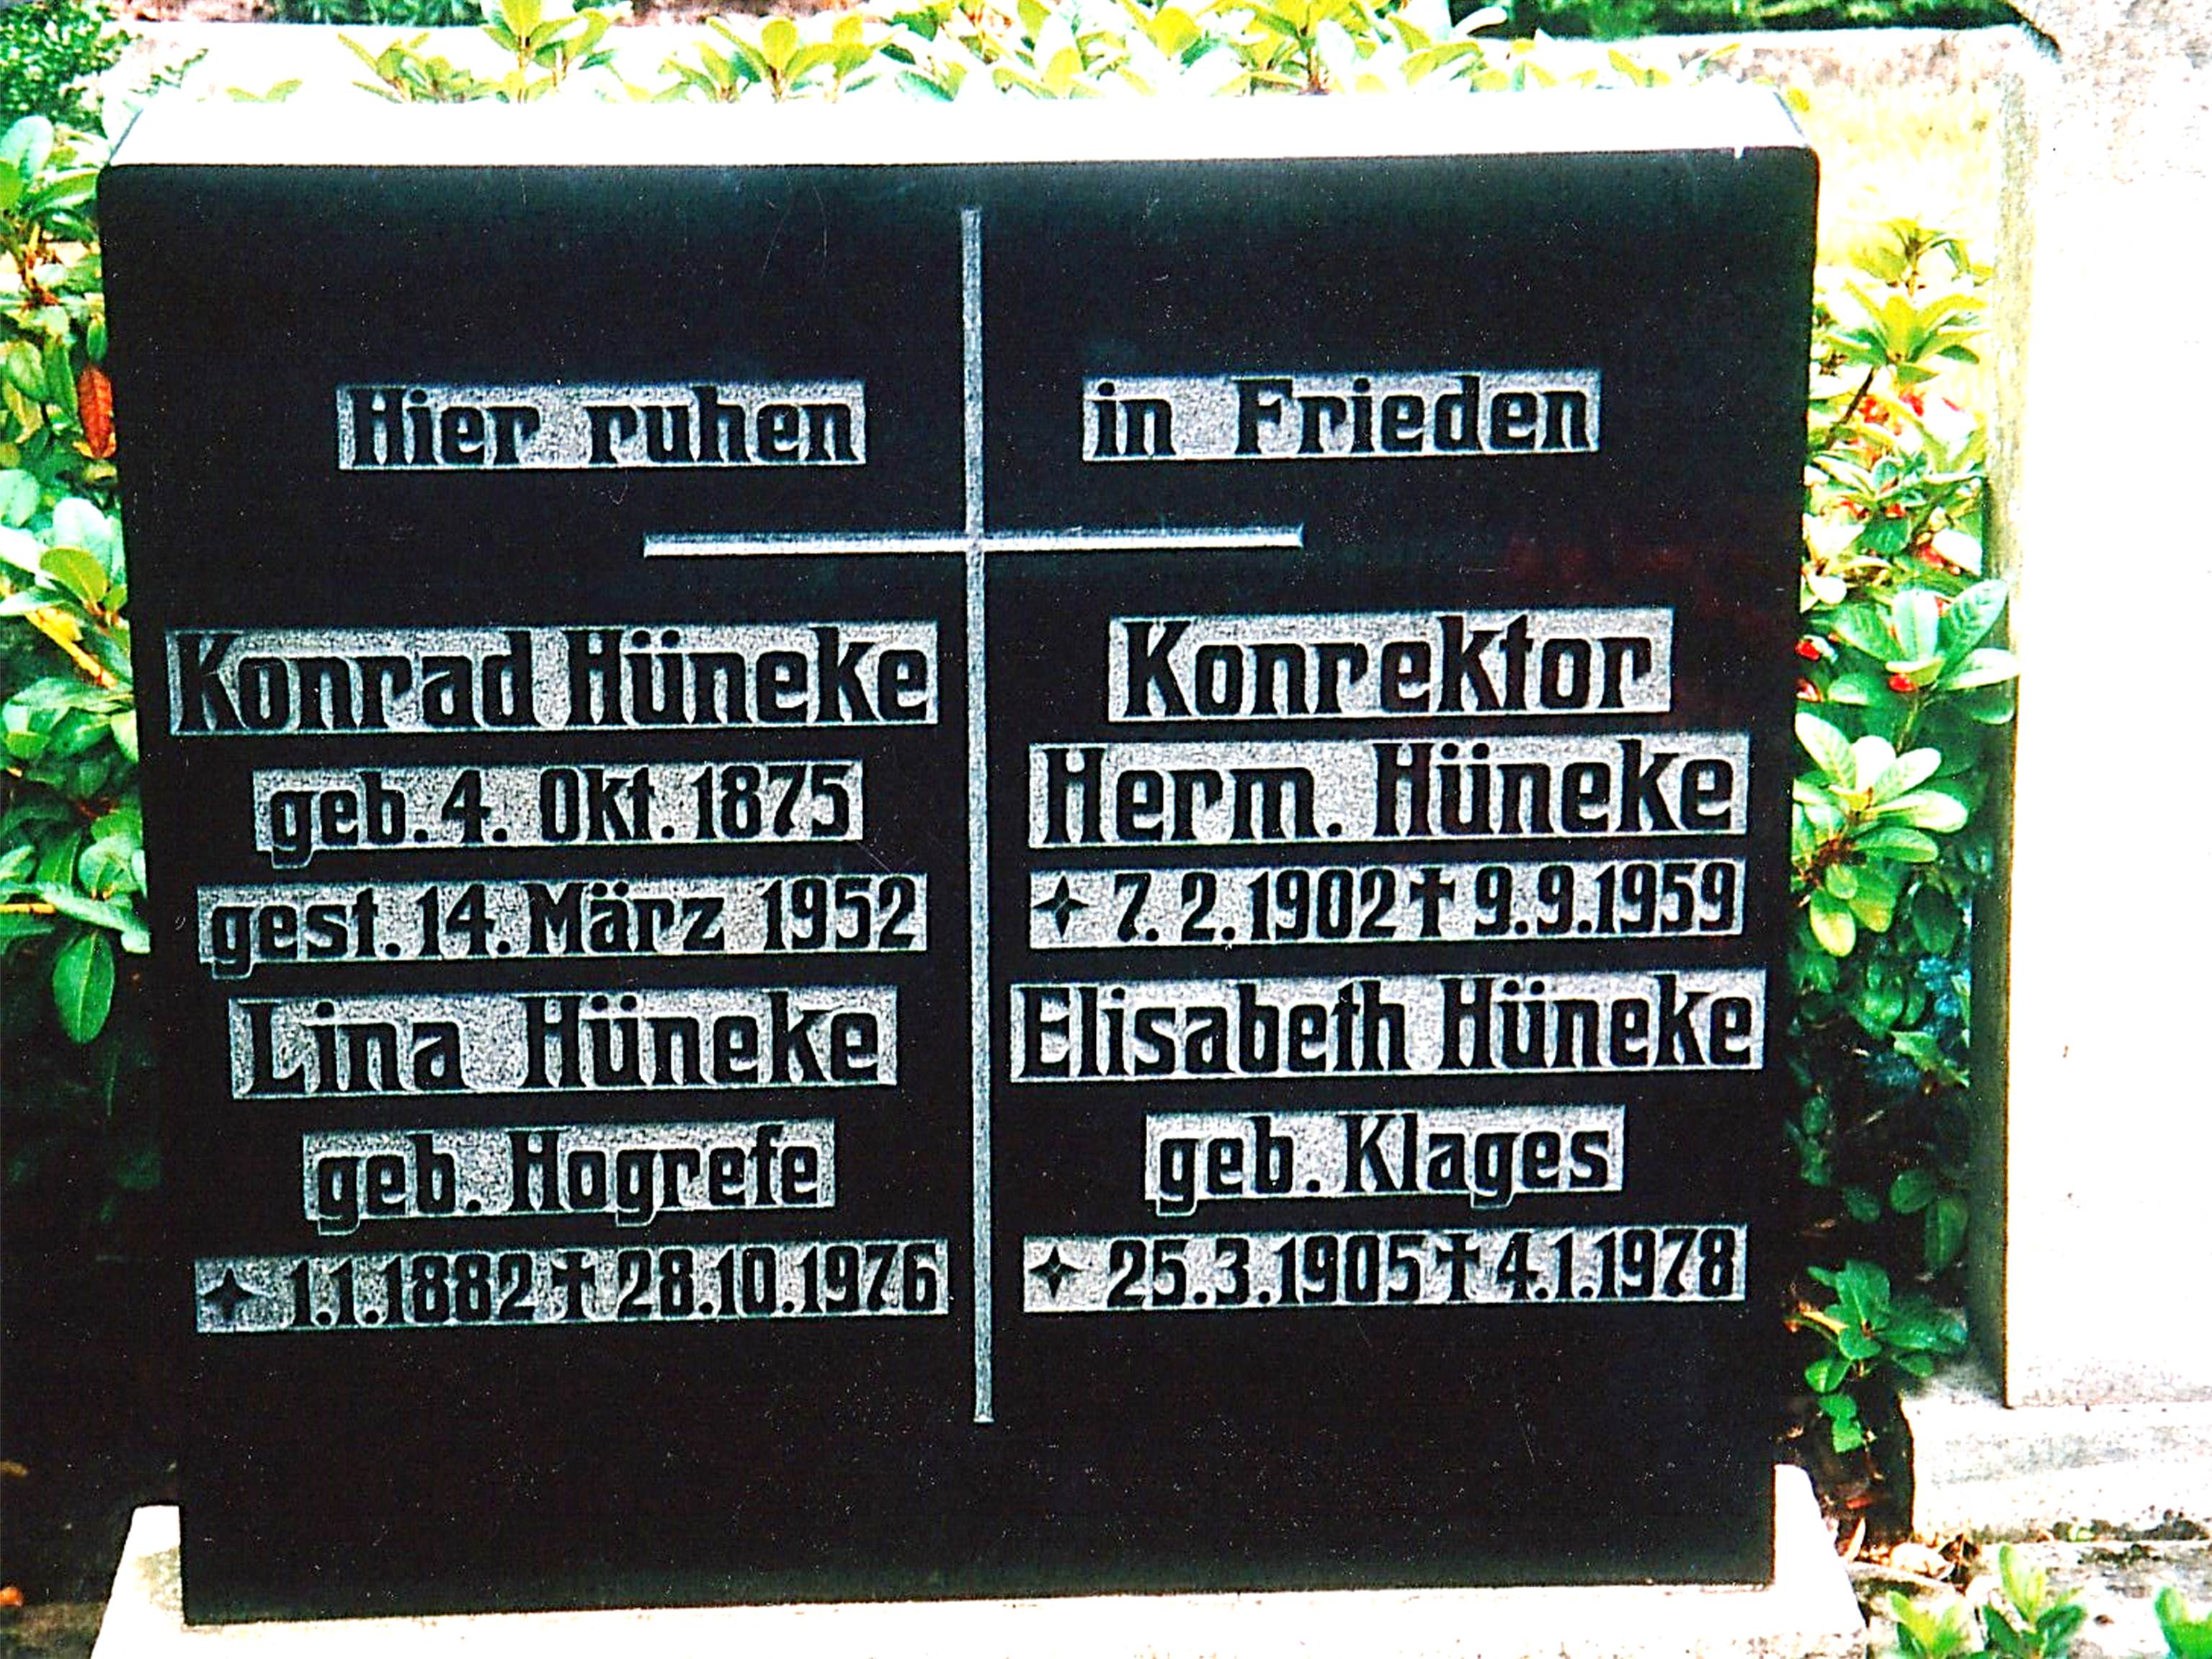 Hier ruhen in Frieden
Konrad Hüneke
geb. 4. Okt. 1875
gest. 14. März 1952
Lina Hüneke
geb. Hogrefe
✦ 1.1.1882 ✝ 28.10.1976
Konrektor
Herm. Hüneke
✦ 7.2.1902 ✝ 9.9.1959
Elisabeth Hüneke
geb. Klages
✦ 25.3.1905 ✝ 4.1.1978